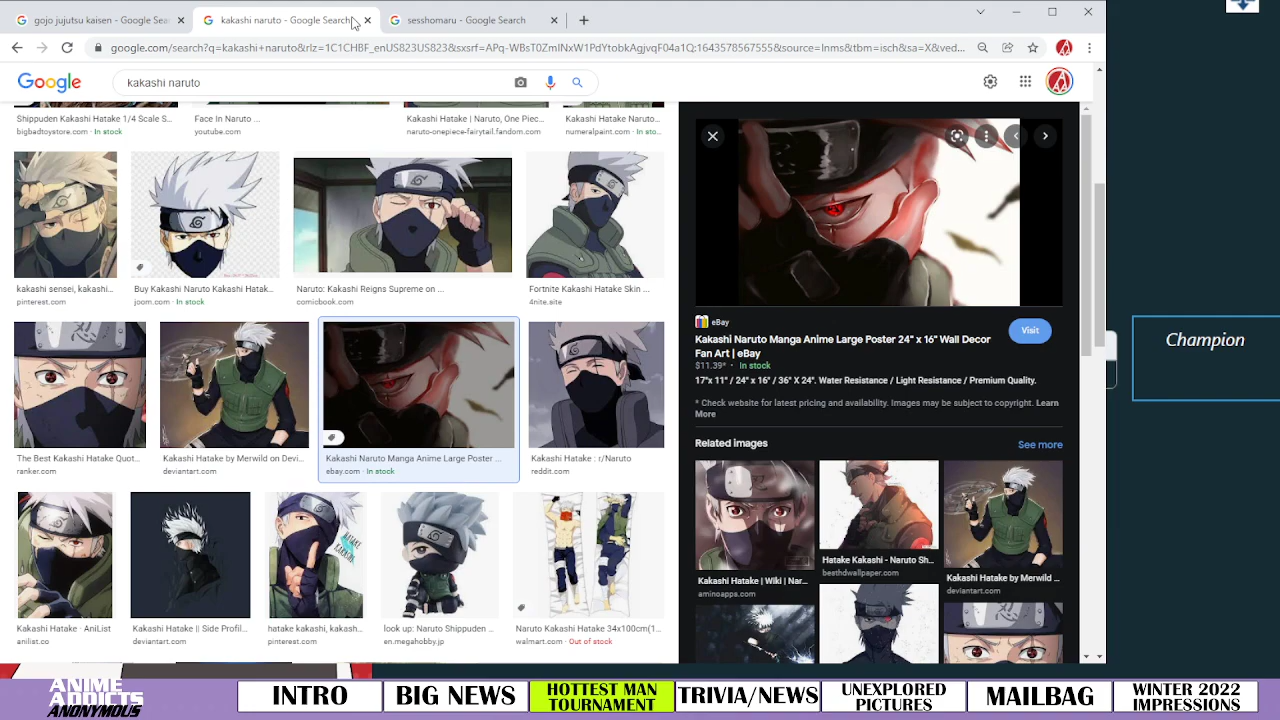 gojo jujutsu kaisen - Google Sear
kakashi naruto - Google Search
sesshomaru - Google Search
google.com/search?q=kakashi+naruto&rlz=1C1CHBF_enUS823US823&sxsrf=APq-WBsT0ZmINxW1PdYtobkAgjvqF04a1Q:1643578567555&source=lnms&tbm=isch&sa=X&ved...
Google
kakashi naruto
Shippuden Kakashi Hatake 1/4 Scale S...
bigbadtoystore.com · In stock
Face In Naruto ...
youtube.com
Kakashi Hatake | Naruto, One Piec...
naruto-onepiece-fairytail.fandom.com
Kakashi Hatake Naruto...
numeralpaint.com · In sto...
kakashi sensei, kakashi...
pinterest.com
Buy Kakashi Naruto Kakashi Hatak...
joom.com · In stock
Naruto: Kakashi Reigns Supreme on ...
comicbook.com
Fortnite Kakashi Hatake Skin ...
4nite.site
The Best Kakashi Hatake Quot...
ranker.com
Kakashi Hatake by Merwild on Devi...
deviantart.com
Kakashi Naruto Manga Anime Large Poster ...
ebay.com · In stock
Kakashi Hatake : r/Naruto
reddit.com
HATAKE
KAKASHI
Kakashi Hatake · AniList
anilist.co
Kakashi Hatake || Side Profil...
deviantart.com
hatake kakashi, kakash...
pinterest.com
look up: Naruto Shippuden ...
en.megahobby.jp
Naruto Kakashi Hatake 34x100cm(1...
walmart.com · Out of stock
eBay
Kakashi Naruto Manga Anime Large Poster 24" x 16" Wall Decor
Fan Art | eBay
$11.39* · In stock
Visit
17"x 11" / 24" x 16" / 36" X 24". Water Resistance / Light Resistance / Premium Quality.
* Check website for latest pricing and availability. Images may be subject to copyright. Learn
More
Related images
See more
Kakashi Hatake | Wiki | Nar...
aminoapps.com
Hatake Kakashi - Naruto Sh...
besthdwallpaper.com
Kakashi Hatake by Merwild ...
deviantart.com
Champion
ANIME
ADDICTS
ANONYMOUS
INTRO
BIG NEWS
HOTTEST MAN
TOURNAMENT
TRIVIA/NEWS
UNEXPLORED
PICTURES
MAILBAG
WINTER 2022
IMPRESSIONS